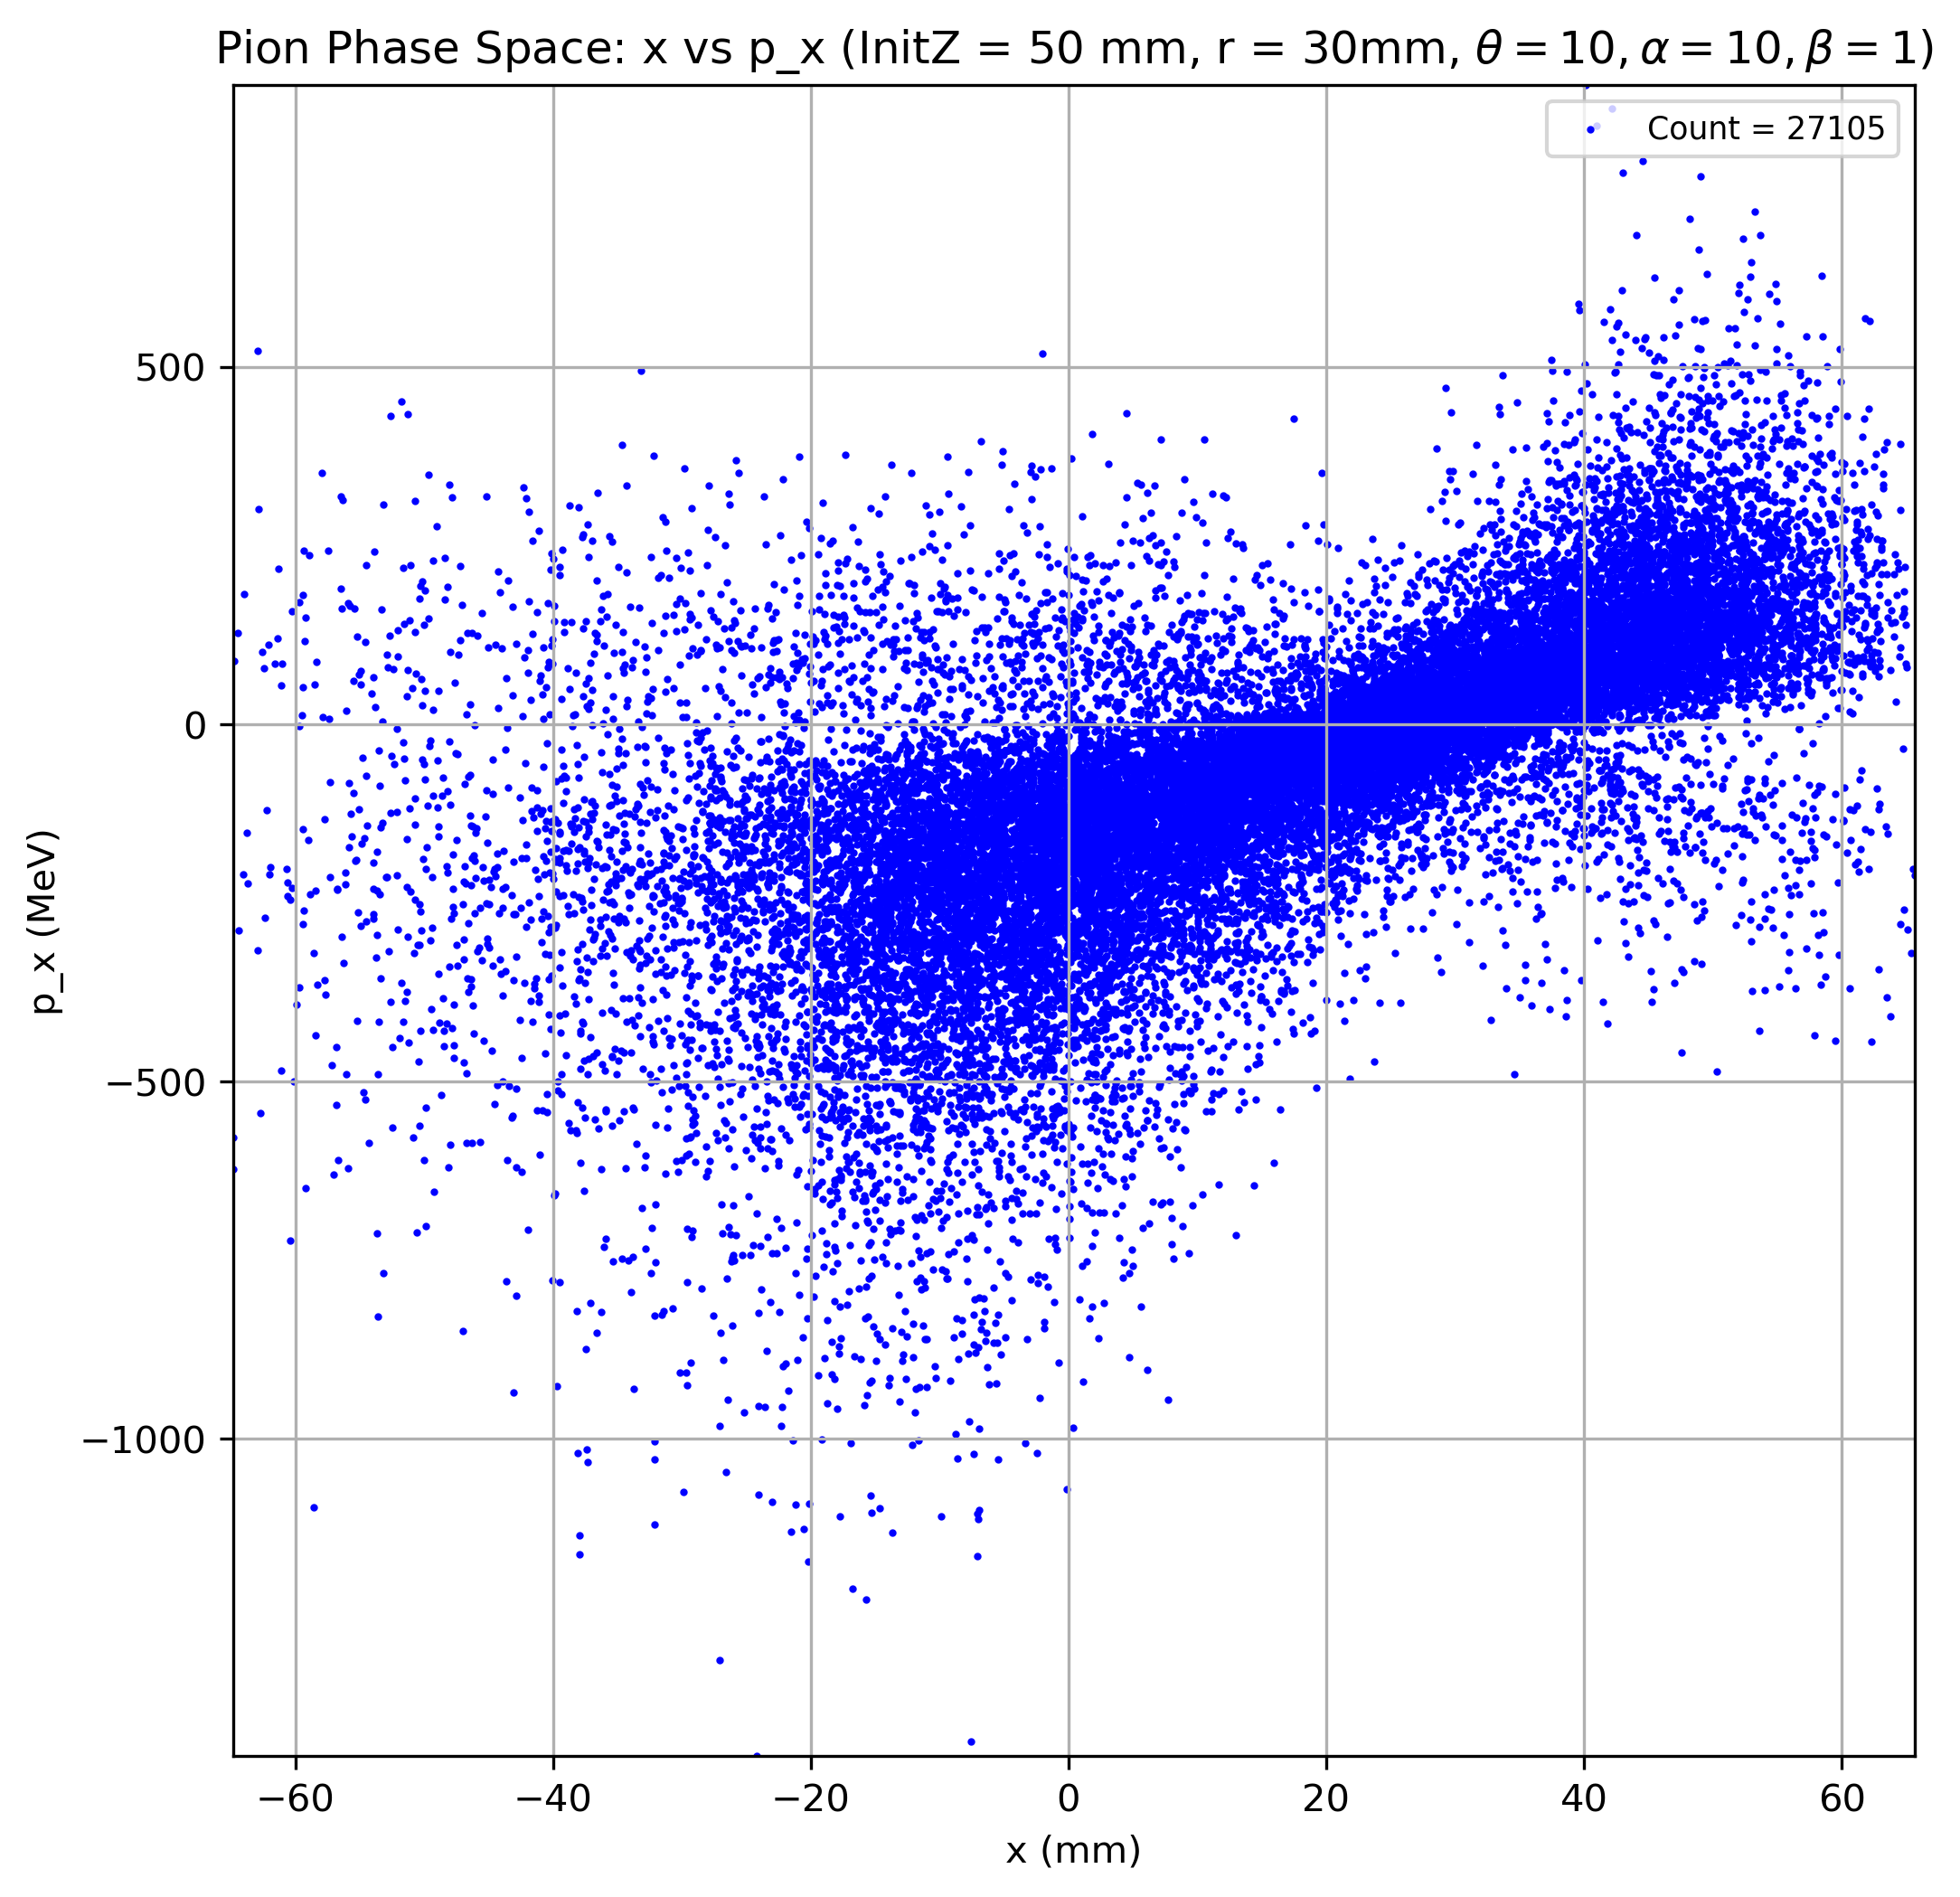 Pion Phase Space: x vs p_x (InitZ = 50 mm, r = 30mm, θ = 10, α = 10, β = 1)
Count = 27105
500
0
−500
−1000
p_x (MeV)
−60 −40 −20 0 20 40 60
x (mm)